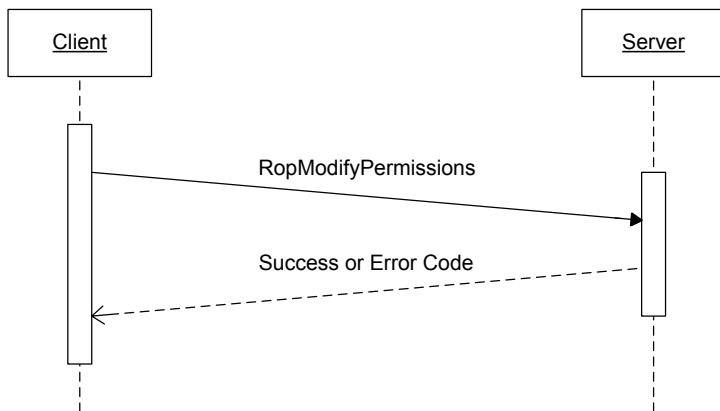 Client
Server
RopModifyPermissions
Success or Error Code